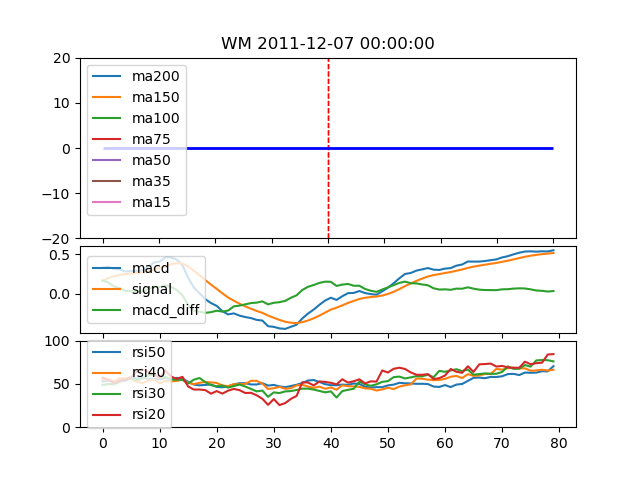 WM 2011-12-07 00:00:00
20
10
0
−10
−20
ma200
ma150
ma100
ma75
ma50
ma35
ma15
0.5
0.0
macd
signal
macd_diff
100
50
0
rsi50
rsi40
rsi30
rsi20
0 10 20 30 40 50 60 70 80